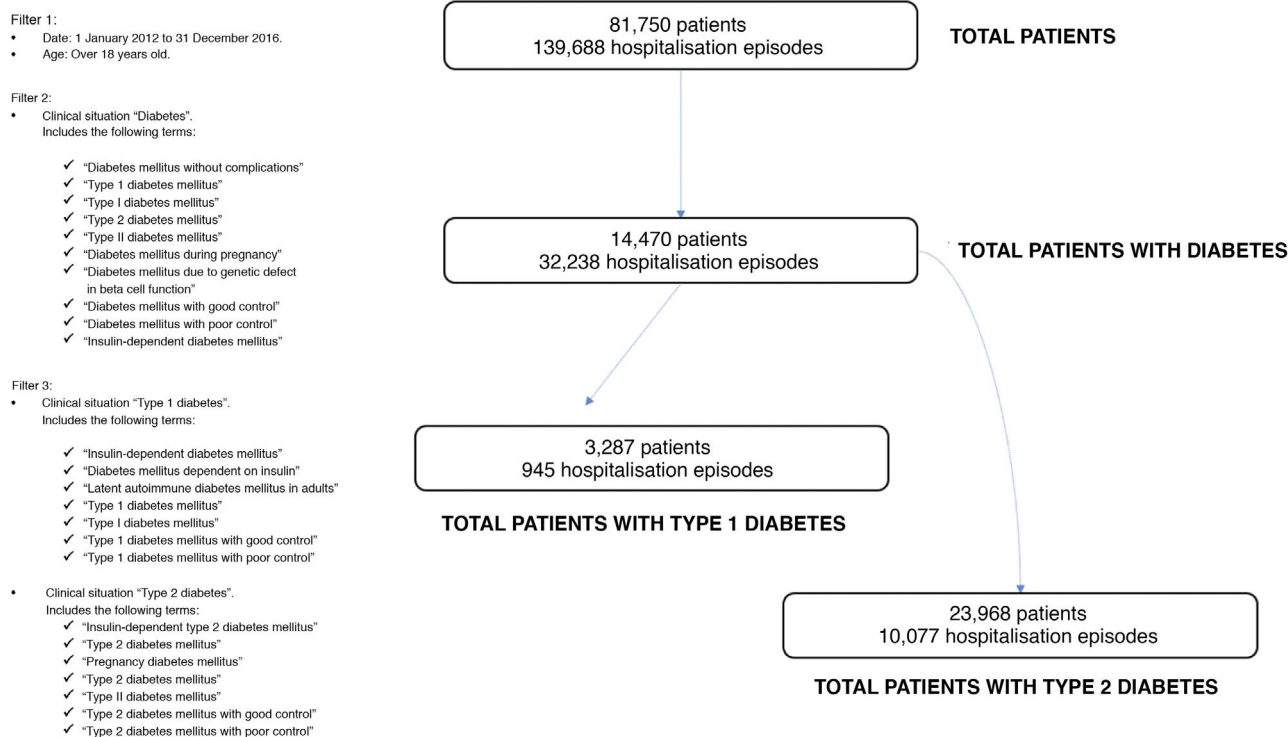 Filter 1:
• Date: 1 January 2012 to 31 December 2016.
• Age: Over 18 years old.
Filter 2:
• Clinical situation “Diabetes”.
Includes the following terms:
✓ “Diabetes mellitus without complications”
✓ “Type 1 diabetes mellitus”
✓ “Type I diabetes mellitus”
✓ “Type 2 diabetes mellitus”
✓ “Type II diabetes mellitus”
✓ “Diabetes mellitus during pregnancy”
✓ “Diabetes mellitus due to genetic defect
in beta cell function”
✓ “Diabetes mellitus with good control”
✓ “Diabetes mellitus with poor control”
✓ “Insulin-dependent diabetes mellitus”
Filter 3:
• Clinical situation “Type 1 diabetes”.
Includes the following terms:
✓ “Insulin-dependent diabetes mellitus”
✓ “Diabetes mellitus dependent on insulin”
✓ “Latent autoimmune diabetes mellitus in adults”
✓ “Type 1 diabetes mellitus”
✓ “Type I diabetes mellitus”
✓ “Type 1 diabetes mellitus with good control”
✓ “Type 1 diabetes mellitus with poor control”
• Clinical situation “Type 2 diabetes”.
Includes the following terms:
✓ “Insulin-dependent type 2 diabetes mellitus”
✓ “Type 2 diabetes mellitus”
✓ “Pregnancy diabetes mellitus”
✓ “Type 2 diabetes mellitus”
✓ “Type II diabetes mellitus”
✓ “Type 2 diabetes mellitus with good control”
✓ “Type 2 diabetes mellitus with poor control”
81,750 patients
139,688 hospitalisation episodes
TOTAL PATIENTS
14,470 patients
32,238 hospitalisation episodes
TOTAL PATIENTS WITH DIABETES
3,287 patients
945 hospitalisation episodes
TOTAL PATIENTS WITH TYPE 1 DIABETES
23,968 patients
10,077 hospitalisation episodes
TOTAL PATIENTS WITH TYPE 2 DIABETES